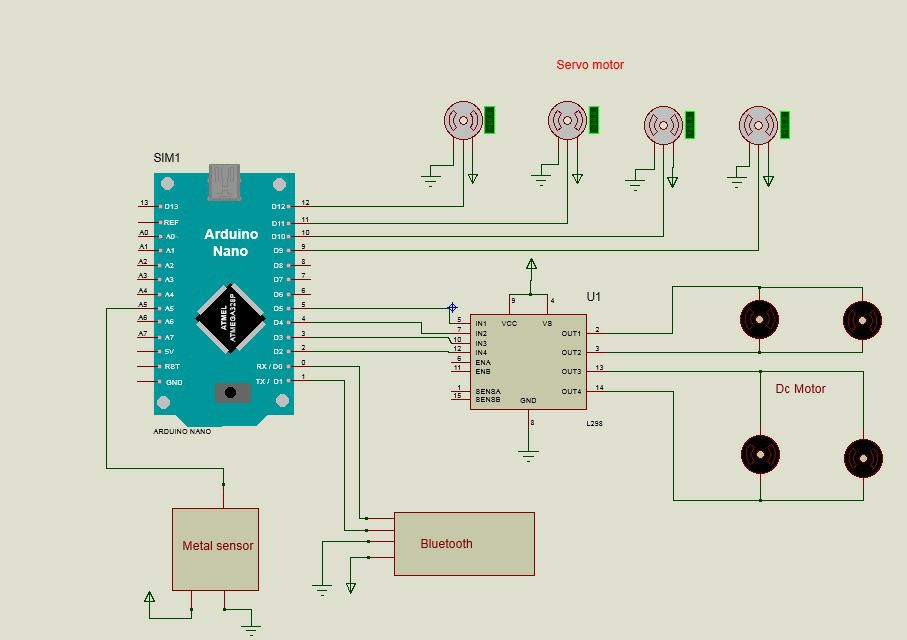 Servo motor
SIM1
13 D13 D12 12
REF D11 11
A0 A0 D10 10
A1 A1 D9 9
A2 A2 D8 8
A3 A3 D7 7
A4 A4 D6 6
A5 A5 D5 5
A6 A6 D4 4
A7 A7 D3 3
5V D2 2
RST RX / D0 0
GND TX / D1 1
Arduino
Nano
ATMEL
ATMEGA328P
ARDUINO NANO
U1
9 4
VCC VS
5 IN1
7 IN2 OUT1 2
10 IN3
12 IN4 OUT2 3
6 ENA
11 ENB OUT3 13
1 SENSA OUT4 14
15 SENSB GND
8
L298
Dc Motor
Metal sensor
Bluetooth